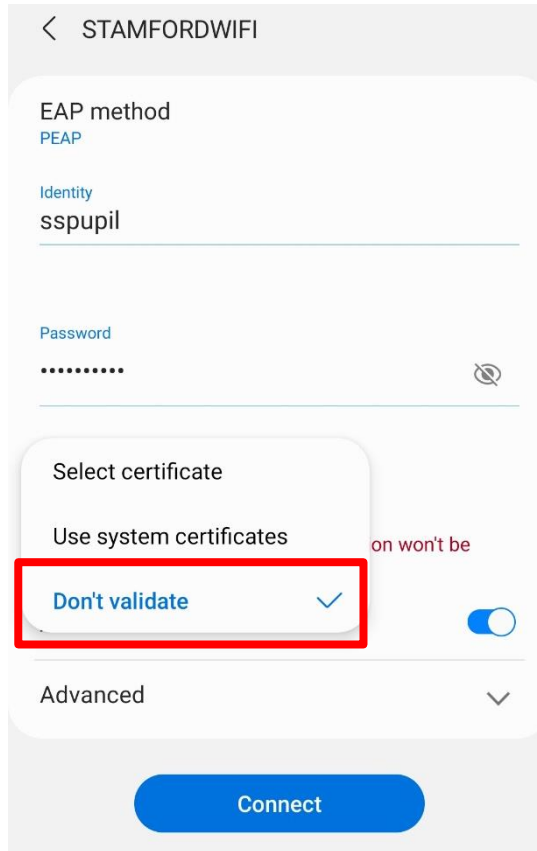 STAMFORDWIFI
EAP method
PEAP
Identity
sspupil
Password
••••••••••
Select certificate
Use system certificates
on won't be
Don't validate
Advanced
Connect